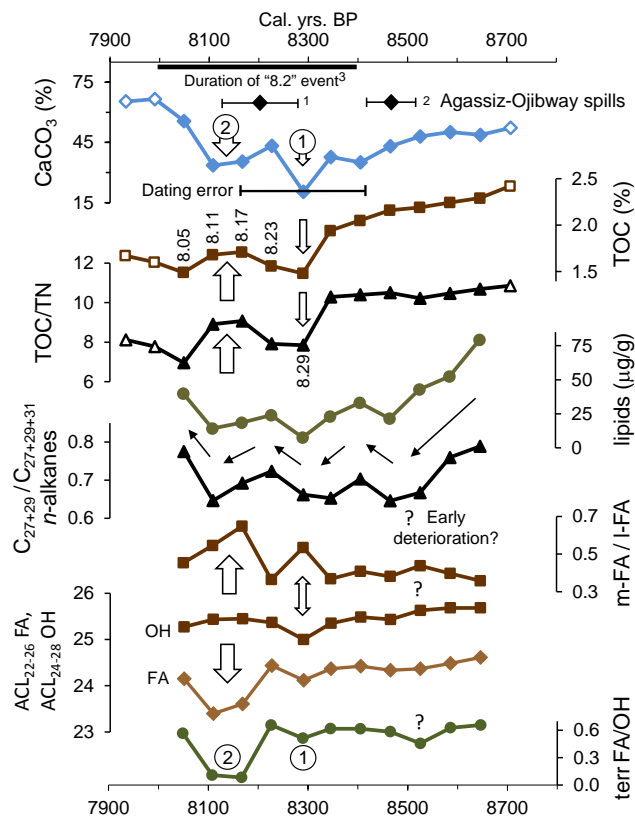 Cal. yrs. BP
7900 8100 8300 8500 8700
Duration of "8.2" event3
1 2 Agassiz-Ojibway spills
75
45
15
CaCO3 (%)
2 1
Dating error
2.5
2.0
1.5
TOC (%)
8.05 8.11 8.17 8.23
8.29
12
10
8
6
TOC/TN
75
50
25
0
lipids (µg/g)
0.8
0.7
0.6
C27+29 / C27+29+31
n-alkanes
? Early
deterioration?
0.7
0.5
0.3
m-FA / l-FA
?
26
25
24
23
ACL22-26 FA,
ACL24-28 OH
OH
FA
?
0.6
0.3
0.0
terr FA/OH
2 1
7900 8100 8300 8500 8700